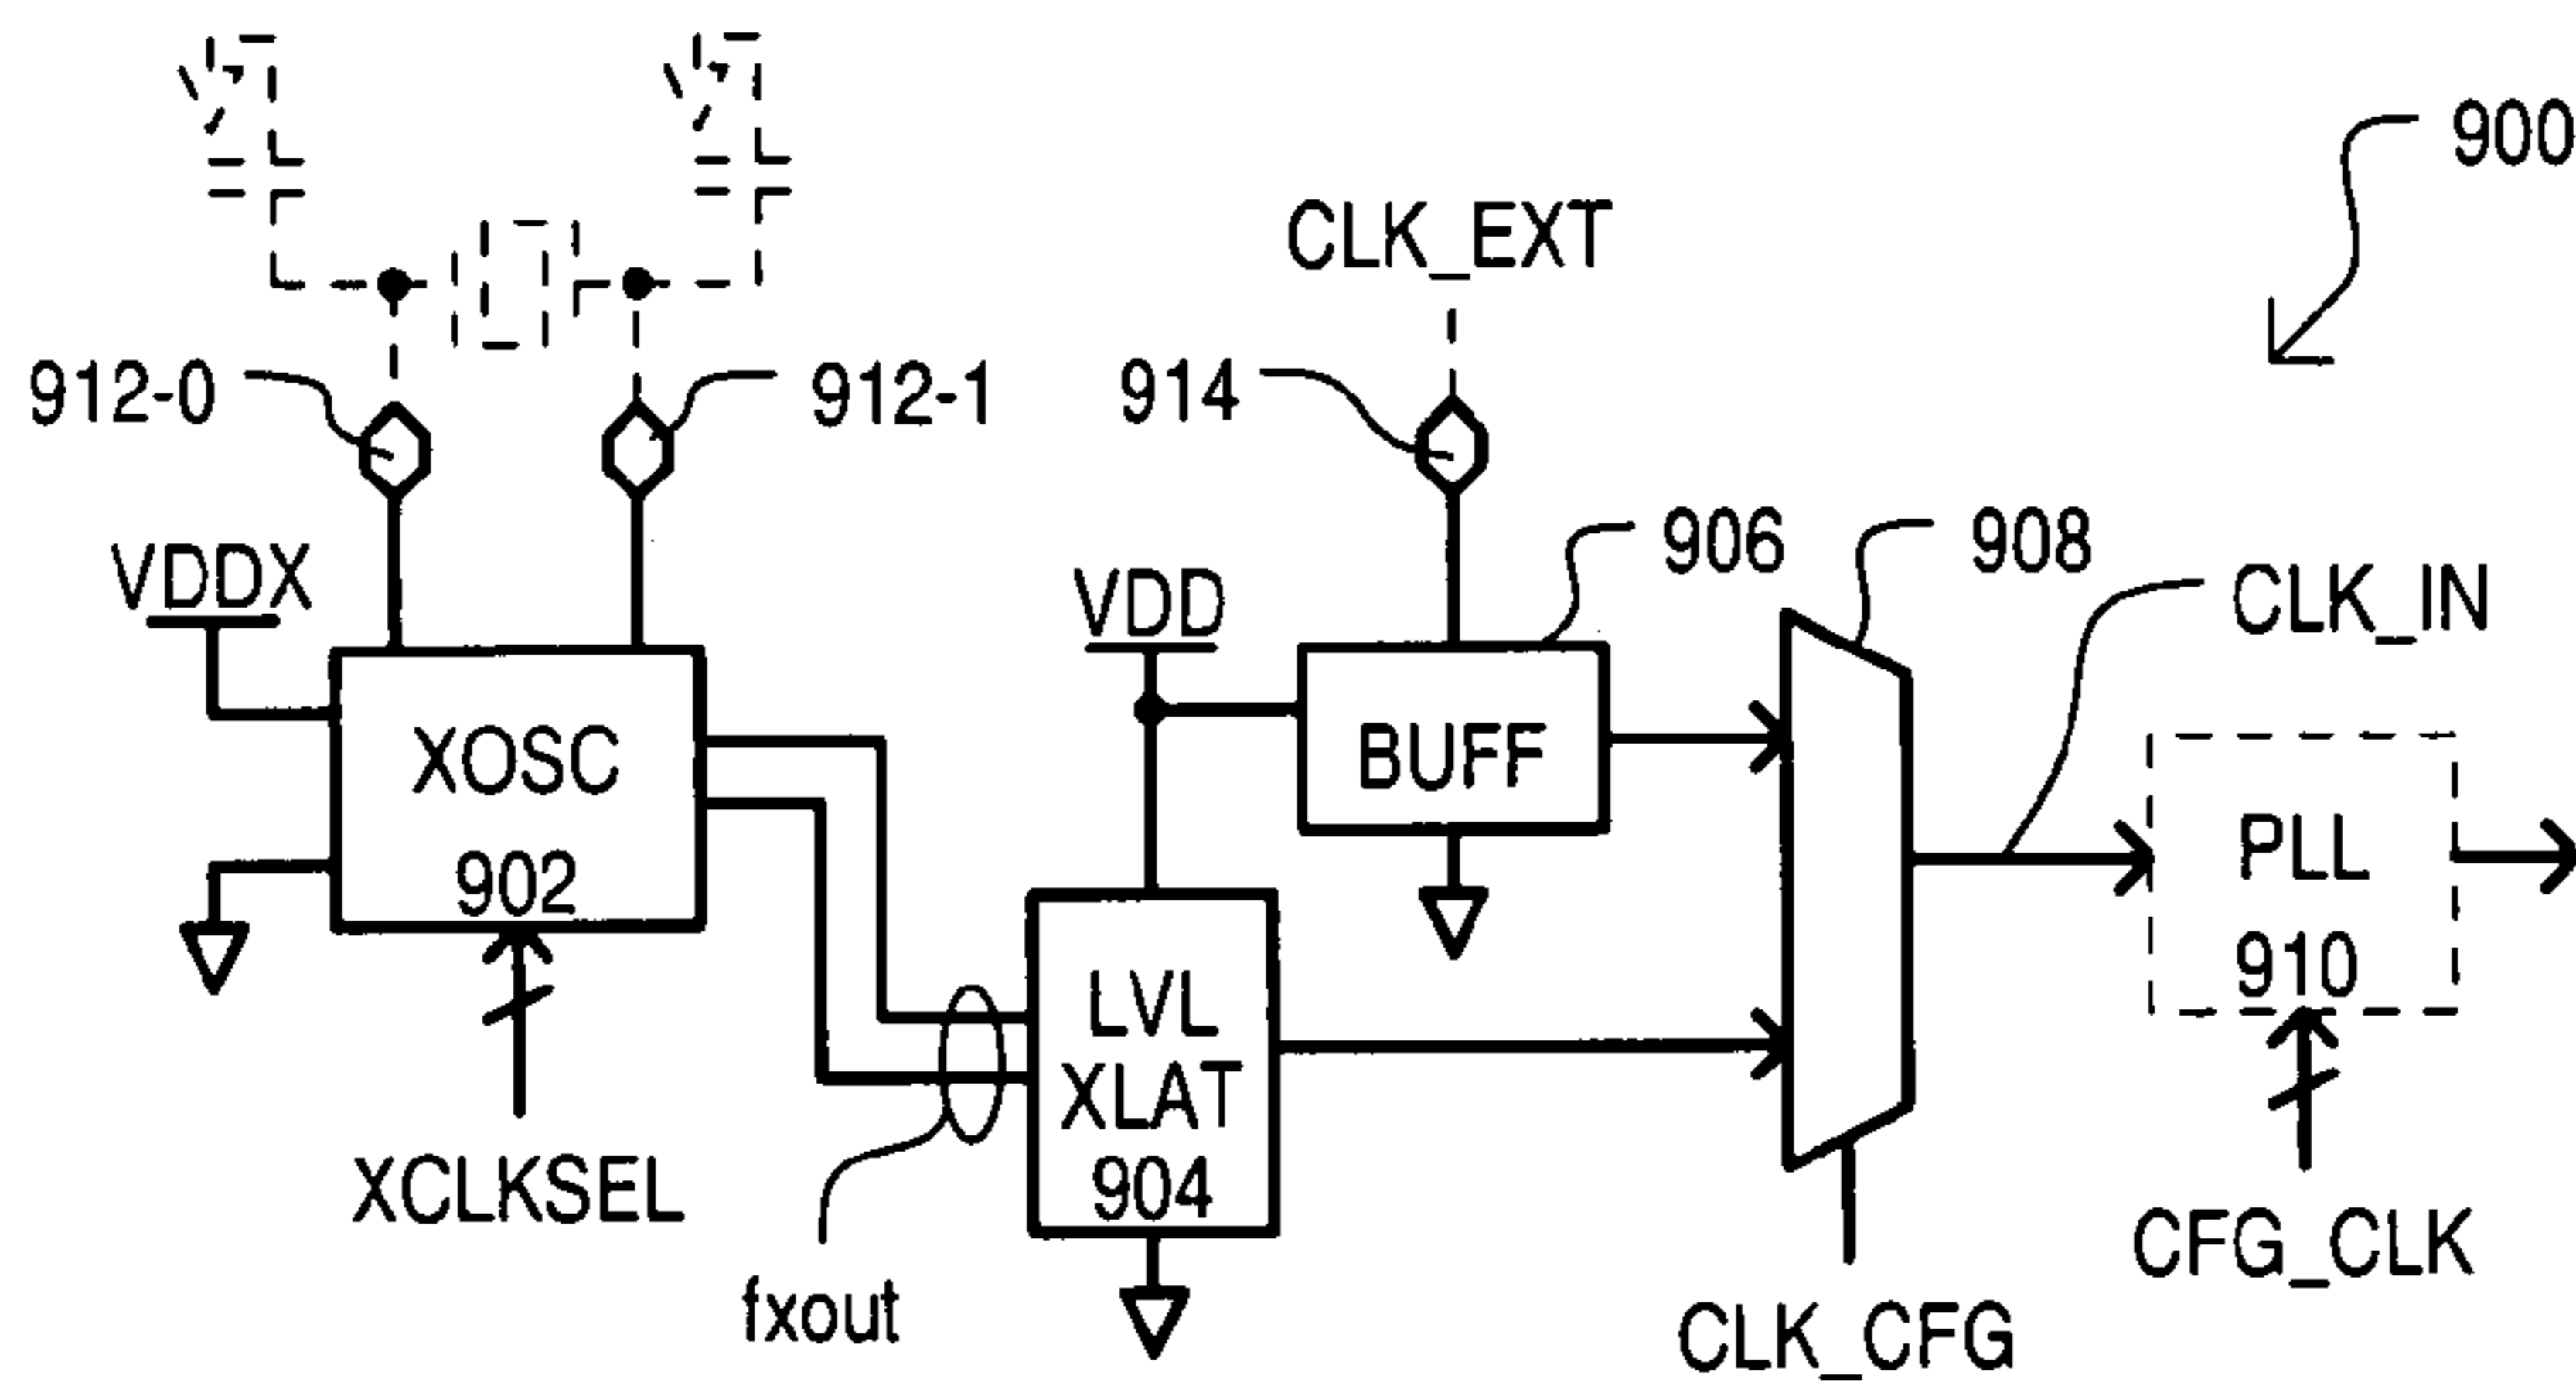 900
CLK_EXT
912-0
912-1
914
906
908
VDDX
VDD
CLK_IN
XOSC
902
BUFF
PLL
910
LVL
XLAT
904
XCLKSEL
fxout
CFG_CLK
CLK_CFG